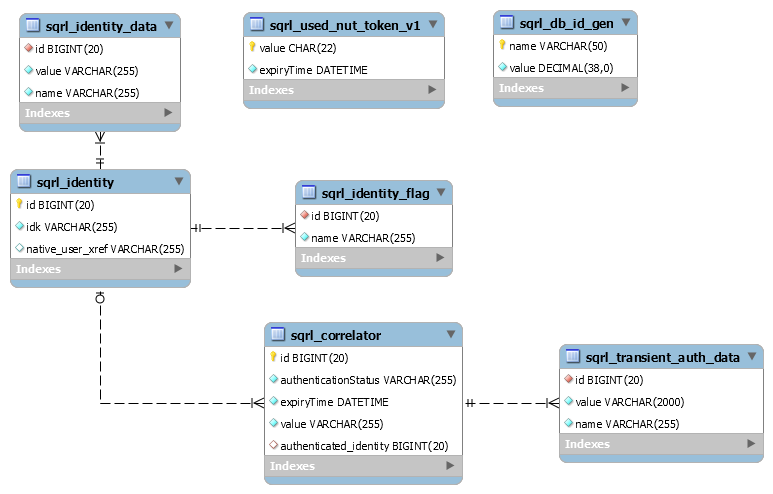 sqrl_identity_data
id BIGINT(20)
value VARCHAR(255)
name VARCHAR(255)
Indexes
sqrl_used_nut_token_v1
value CHAR(22)
expiryTime DATETIME
Indexes
sqrl_db_id_gen
name VARCHAR(50)
value DECIMAL(38,0)
Indexes
sqrl_identity
id BIGINT(20)
idk VARCHAR(255)
native_user_xref VARCHAR(255)
Indexes
sqrl_identity_flag
id BIGINT(20)
name VARCHAR(255)
Indexes
sqrl_correlator
id BIGINT(20)
authenticationStatus VARCHAR(255)
expiryTime DATETIME
value VARCHAR(255)
authenticated_identity BIGINT(20)
Indexes
sqrl_transient_auth_data
id BIGINT(20)
value VARCHAR(2000)
name VARCHAR(255)
Indexes